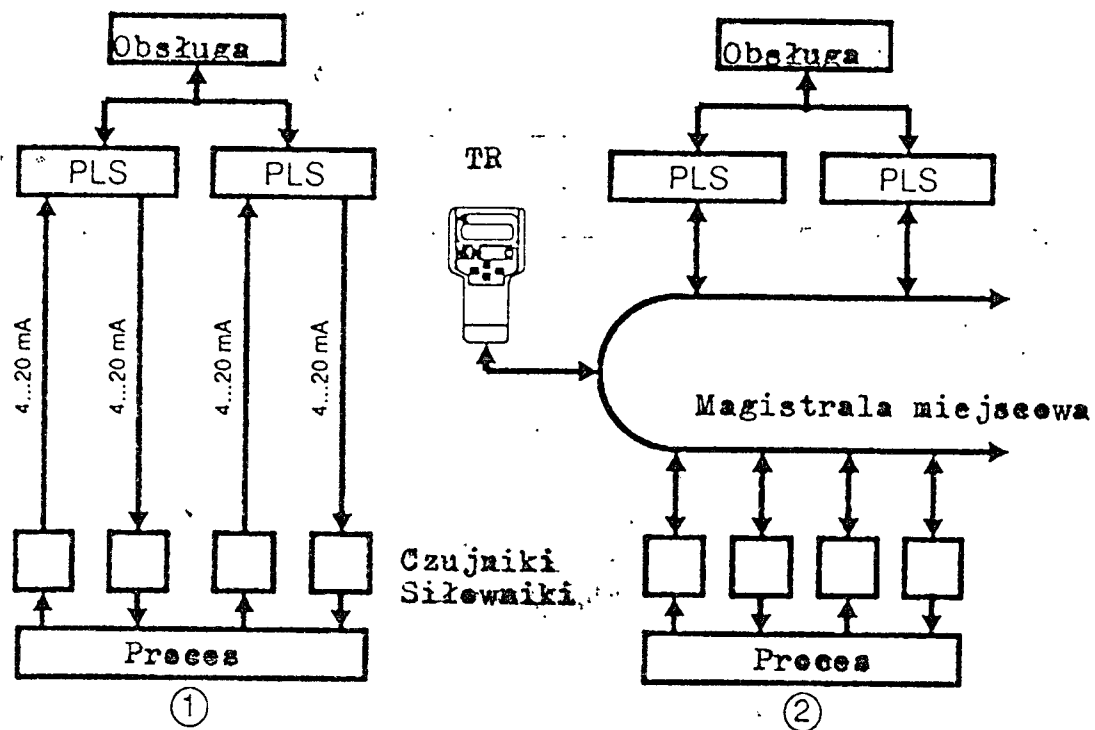 Obsługa
PLS
PLS
4...20 mA
4...20 mA
4...20 mA
4...20 mA
Czujniki
Siłowniki
Proces
1
TR
Obsługa
PLS
PLS
Magistrala miejscowa
Proces
2